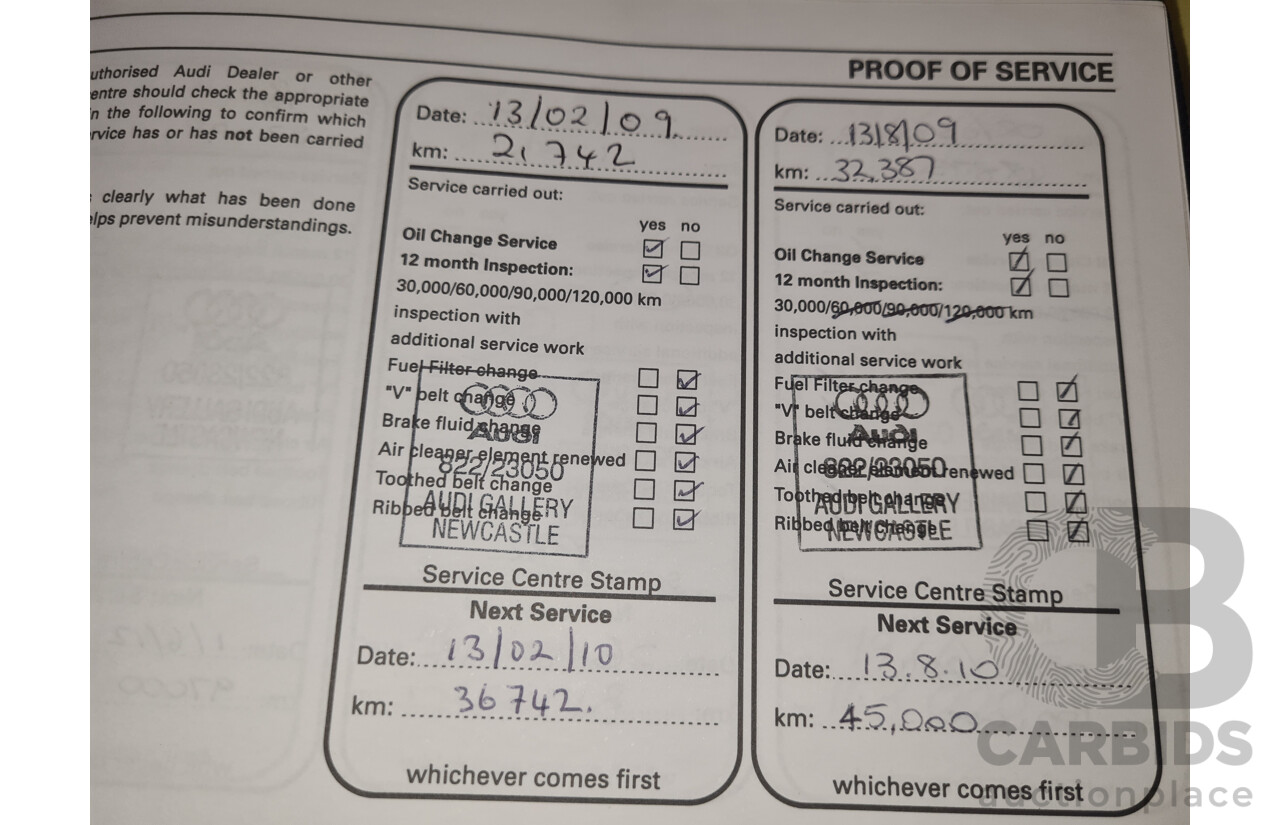 PROOF OF SERVICE
uthorised Audi Dealer or other
entre should check the appropriate
n the following to confirm which
rvice has or has not been carried
clearly what has been done
elps prevent misunderstandings.
Date: 13/02/09
km: 21,742
Service carried out:
yes no
Oil Change Service
12 month Inspection:
30,000/60,000/90,000/120,000 km
inspection with
additional service work
Fuel Filter change
"V" belt change
Brake fluid change
Air cleaner element renewed
Toothed belt change
Ribbed belt change
Audi
822/23050
AUDI GALLERY
NEWCASTLE
Service Centre Stamp
Next Service
Date: 13/02/10
km: 36742.
whichever comes first
Date: 13/8/09
km: 32,387
Service carried out:
yes no
Oil Change Service
12 month Inspection:
30,000/60,000/90,000/120,000 km
inspection with
additional service work
Fuel Filter change
"V" belt change
Brake fluid change
Air cleaner element renewed
Toothed belt change
Ribbed belt change
Audi
822/23050
AUDI GALLERY
NEWCASTLE
Service Centre Stamp
Next Service
Date: 13.8.10
km: 45,000
whichever comes first
CARBIDS
auctionplace